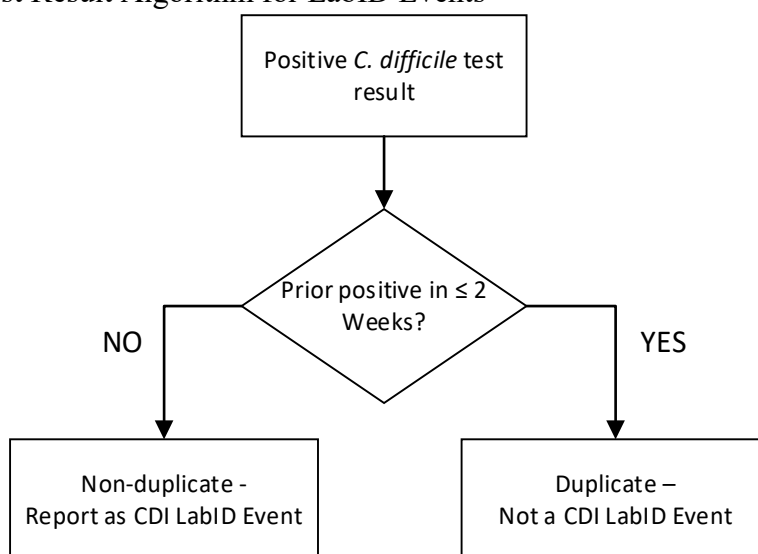 Result Algorithm for LabID Events
Positive C. difficile test
result
Prior positive in ≤ 2
Weeks?
NO
YES
Non-duplicate -
Report as CDI LabID Event
Duplicate –
Not a CDI LabID Event